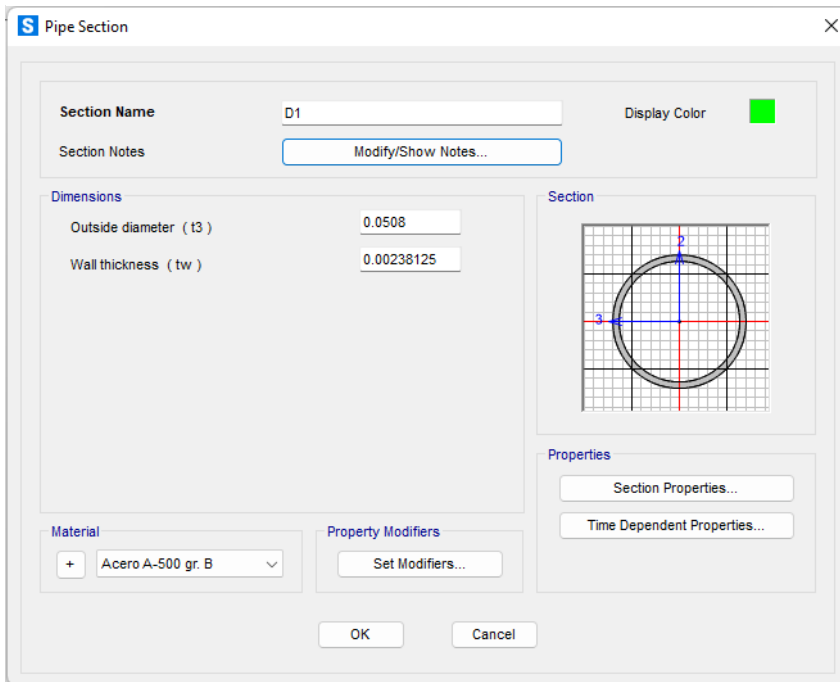 S Pipe Section
Section Name D1 Display Color
Section Notes Modify/Show Notes...
Dimensions
Outside diameter ( t3 ) 0.0508
Wall thickness ( tw ) 0.00238125
Section
2
3
Properties
Section Properties...
Time Dependent Properties...
Material
+ Acero A-500 gr. B
Property Modifiers
Set Modifiers...
OK Cancel